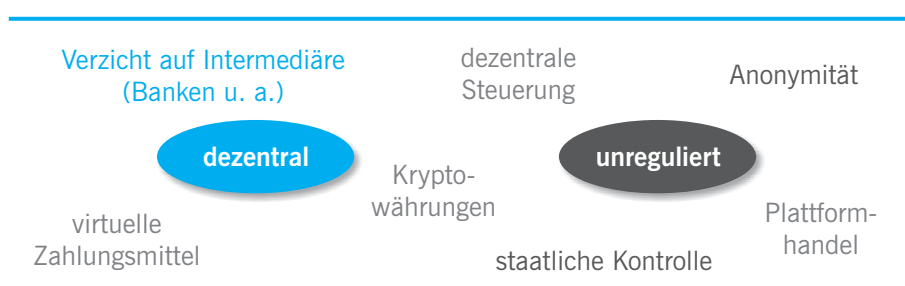 Verzicht auf Intermediäre
(Banken u. a.)
dezentrale
Steuerung
Anonymität
dezentral
unreguliert
Krypto-
währungen
virtuelle
Zahlungsmittel
staatliche Kontrolle
Plattform-
handel